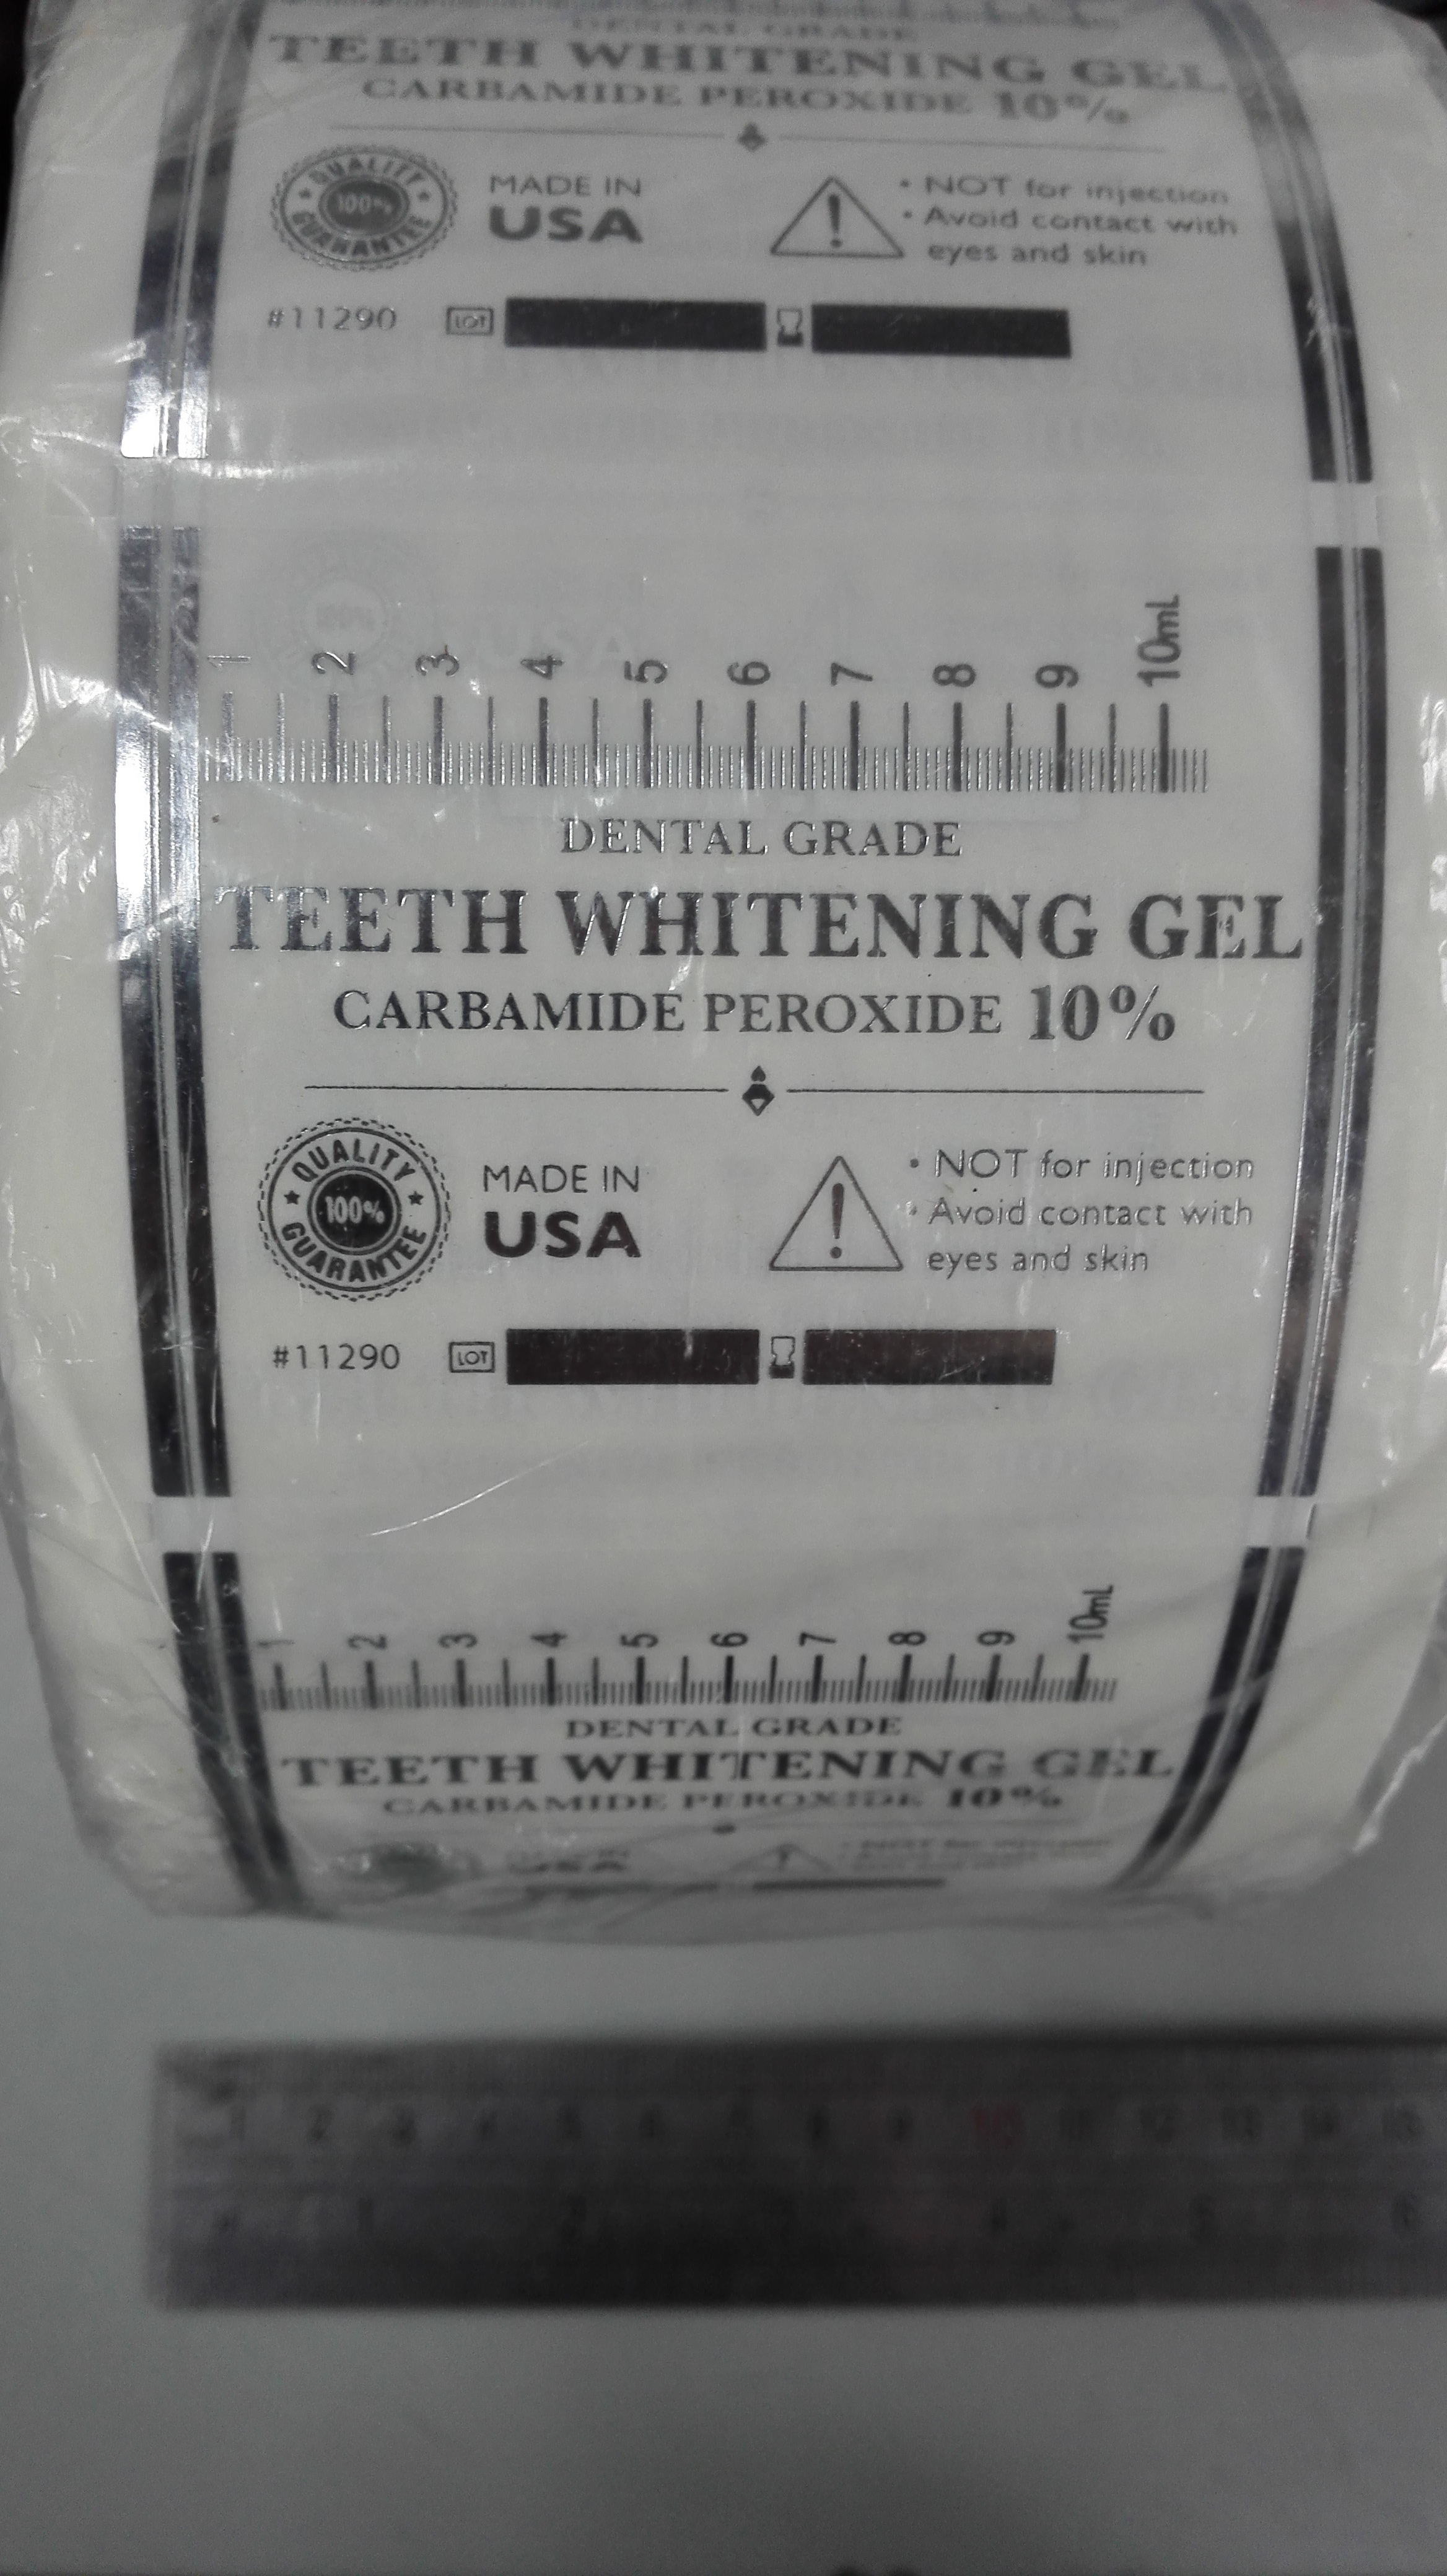 DENTAL GRADE
TEETH WHITENING GEL
CARBAMIDE PEROXIDE 10%
QUALITY
100%
GUARANTEE
MADE IN
USA
• NOT for injection
• Avoid contact with
eyes and skin
#11290 LOT
1 2 3 4 5 6 7 8 9 10mL
DENTAL GRADE
TEETH WHITENING GEL
CARBAMIDE PEROXIDE 10%
QUALITY
100%
GUARANTEE
MADE IN
USA
• NOT for injection
• Avoid contact with
eyes and skin
#11290 LOT
1 2 3 4 5 6 7 8 9 10mL
DENTAL GRADE
TEETH WHITENING GEL
CARBAMIDE PEROXIDE 10%
USA
1 2 3 4 5 6 7 8 9 10 11 12 13 14 15
1 2 3 4 5 6